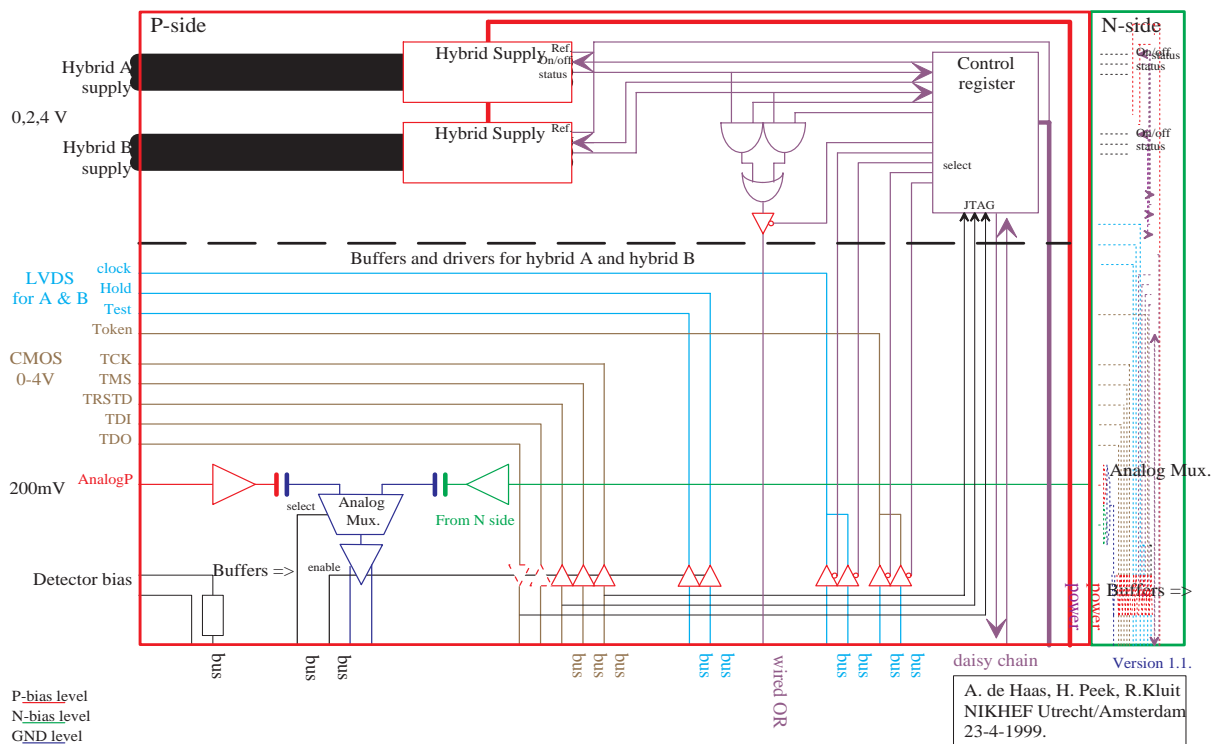 P-side
N-side
Hybrid A
supply
0,2,4 V
Hybrid B
supply
Hybrid Supply
Ref.
On/off
status
Hybrid Supply
Ref.
Control
register
select
JTAG
On/off
status
status
On/off
status
Buffers and drivers for hybrid A and hybrid B
LVDS
for A & B
clock
Hold
Test
Token
CMOS
0-4V
TCK
TMS
TRSTD
TDI
TDO
200mV
AnalogP
select
Analog
Mux.
From N side
Analog Mux.
enable
Buffers =>
Detector bias
Buffers =>
power
power
bus
bus
bus
bus
bus
bus
bus
bus
wired OR
bus
bus
bus
bus
daisy chain
Version 1.1.
P-bias level
N-bias level
GND level
A. de Haas, H. Peek, R.Kluit
NIKHEF Utrecht/Amsterdam
23-4-1999.